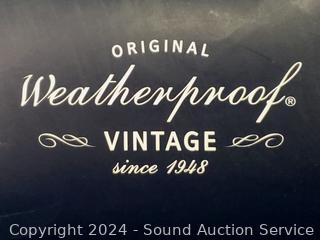 ORIGINAL
Weatherproof®
VINTAGE
since 1948
Copyright 2024 - Sound Auction Service